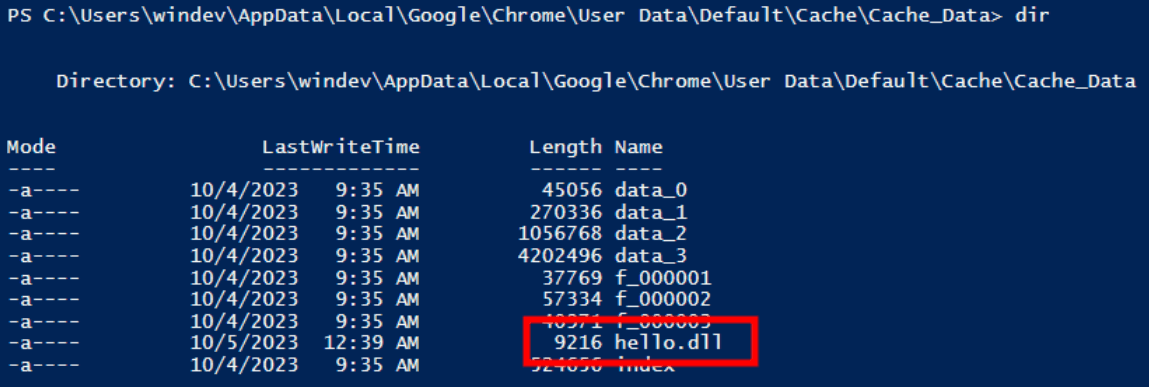 PS C:\Users\windev\AppData\Local\Google\Chrome\User Data\Default\Cache\Cache_Data> dir
Directory: C:\Users\windev\AppData\Local\Google\Chrome\User Data\Default\Cache\Cache_Data
Mode LastWriteTime Length Name
---- ------------- ------ ----
-a---- 10/4/2023 9:35 AM 45056 data_0
-a---- 10/4/2023 9:35 AM 270336 data_1
-a---- 10/4/2023 9:35 AM 1056768 data_2
-a---- 10/4/2023 9:35 AM 4202496 data_3
-a---- 10/4/2023 9:35 AM 37769 f_000001
-a---- 10/4/2023 9:35 AM 57334 f_000002
-a---- 10/4/2023 9:35 AM f_000003
-a---- 10/5/2023 12:39 AM 9216 hello.dll
-a---- 10/4/2023 9:35 AM 524656 index